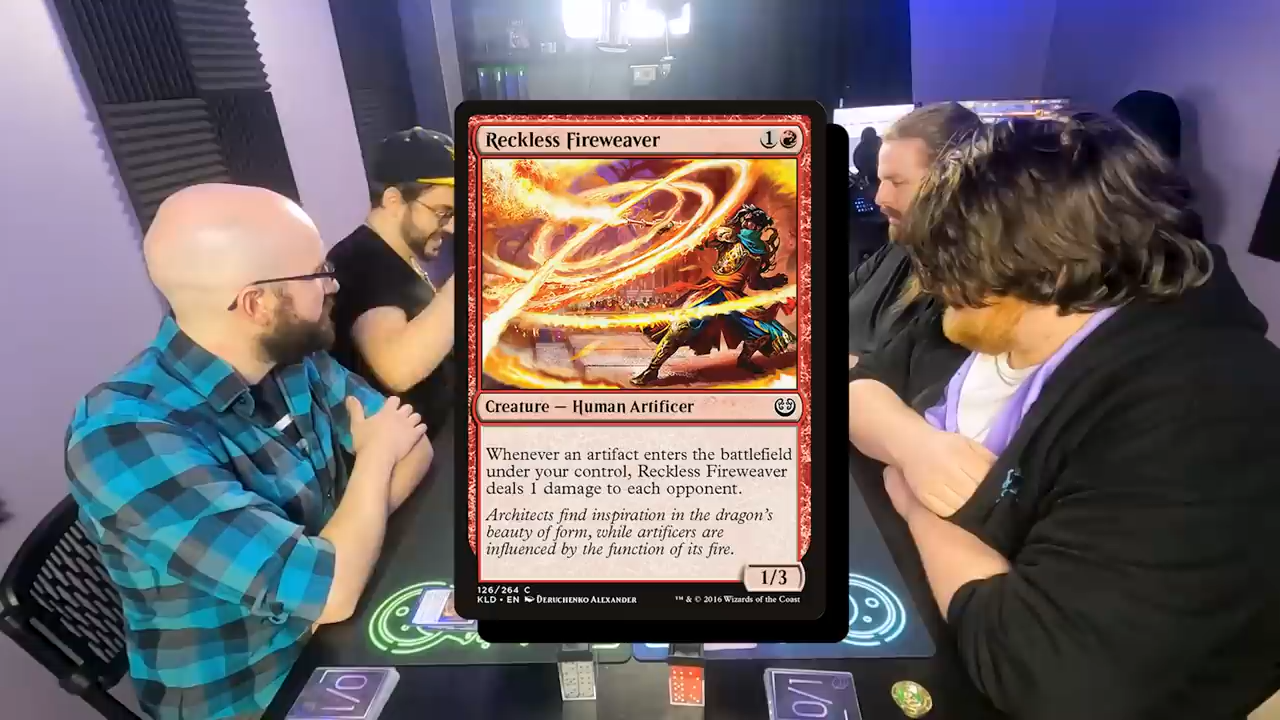 Reckless Fireweaver 1
Creature — Human Artificer
Whenever an artifact enters the battlefield
under your control, Reckless Fireweaver
deals 1 damage to each opponent.
Architects find inspiration in the dragon's
beauty of form, while artificers are
influenced by the function of its fire.
1/3
126/264 C
KLD • EN Deruchenko Alexander
™ & © 2016 Wizards of the Coast